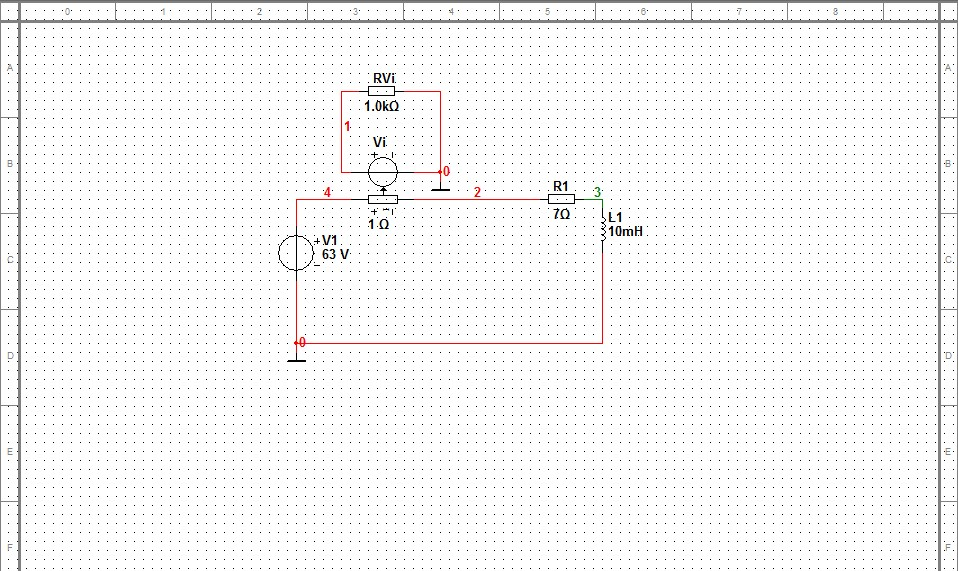 0 1 2 3 4 5 6 7 8
A A
RVi
1.0kΩ
1
Vi
+ -
B B
0
4 2 R1 3
+ -
7Ω L1
1 Ω 10mH
+ V1
63 V
-
C C
0
D D
E E
F F